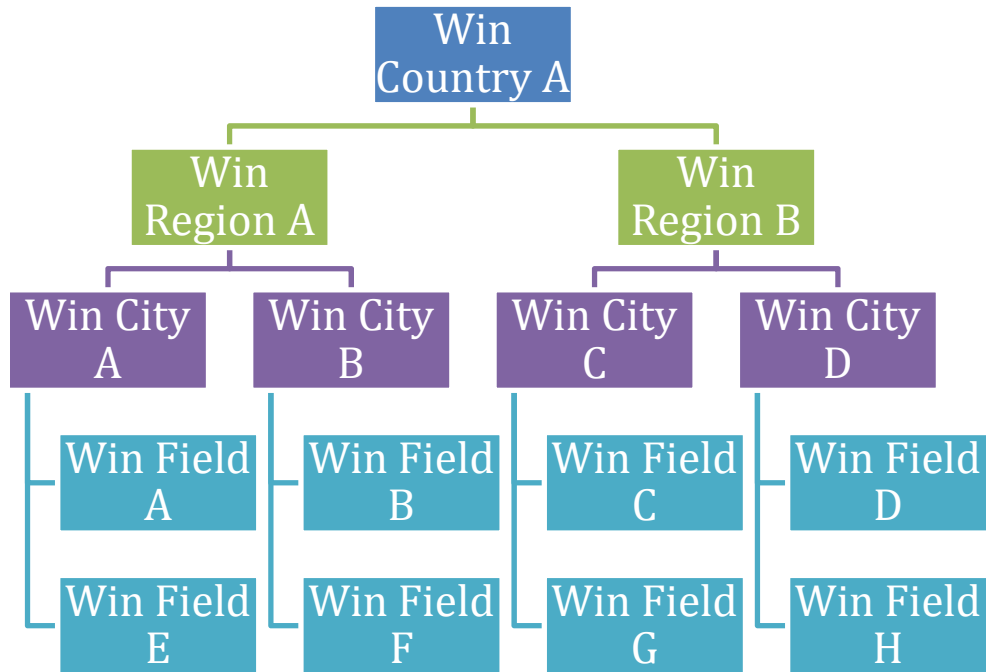 Win
Country A
Win
Region A
Win
Region B
Win City
A
Win City
B
Win City
C
Win City
D
Win Field
A
Win Field
B
Win Field
C
Win Field
D
Win Field
E
Win Field
F
Win Field
G
Win Field
H